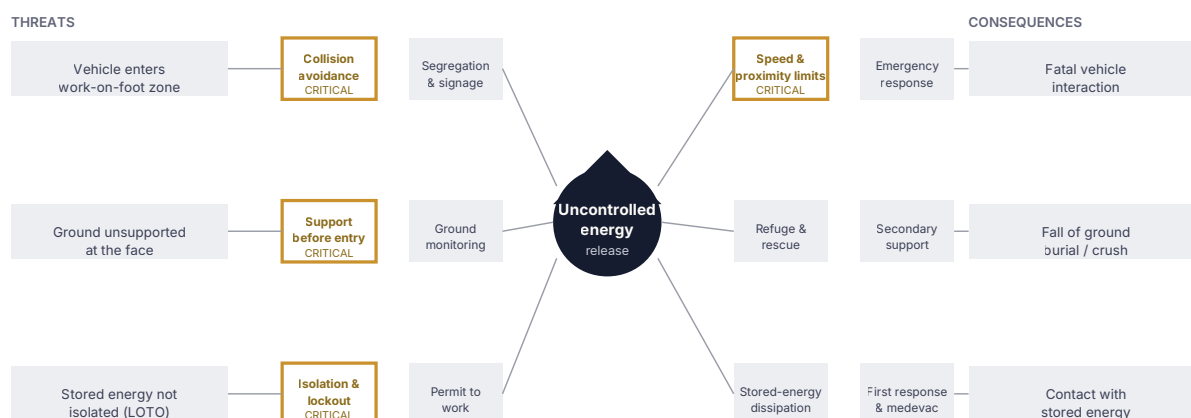 THREATS
CONSEQUENCES
Vehicle enters
work-on-foot zone
Collision
avoidance
CRITICAL
Segregation
& signage
Speed &
proximity limits
CRITICAL
Emergency
response
Fatal vehicle
interaction
Ground unsupported
at the face
Support
before entry
CRITICAL
Ground
monitoring
Uncontrolled
energy
release
Refuge &
rescue
Secondary
support
Fall of ground
burial / crush
Stored energy not
isolated (LOTO)
Isolation &
lockout
CRITICAL
Permit to
work
Stored-energy
dissipation
First response
& medevac
Contact with
stored energy